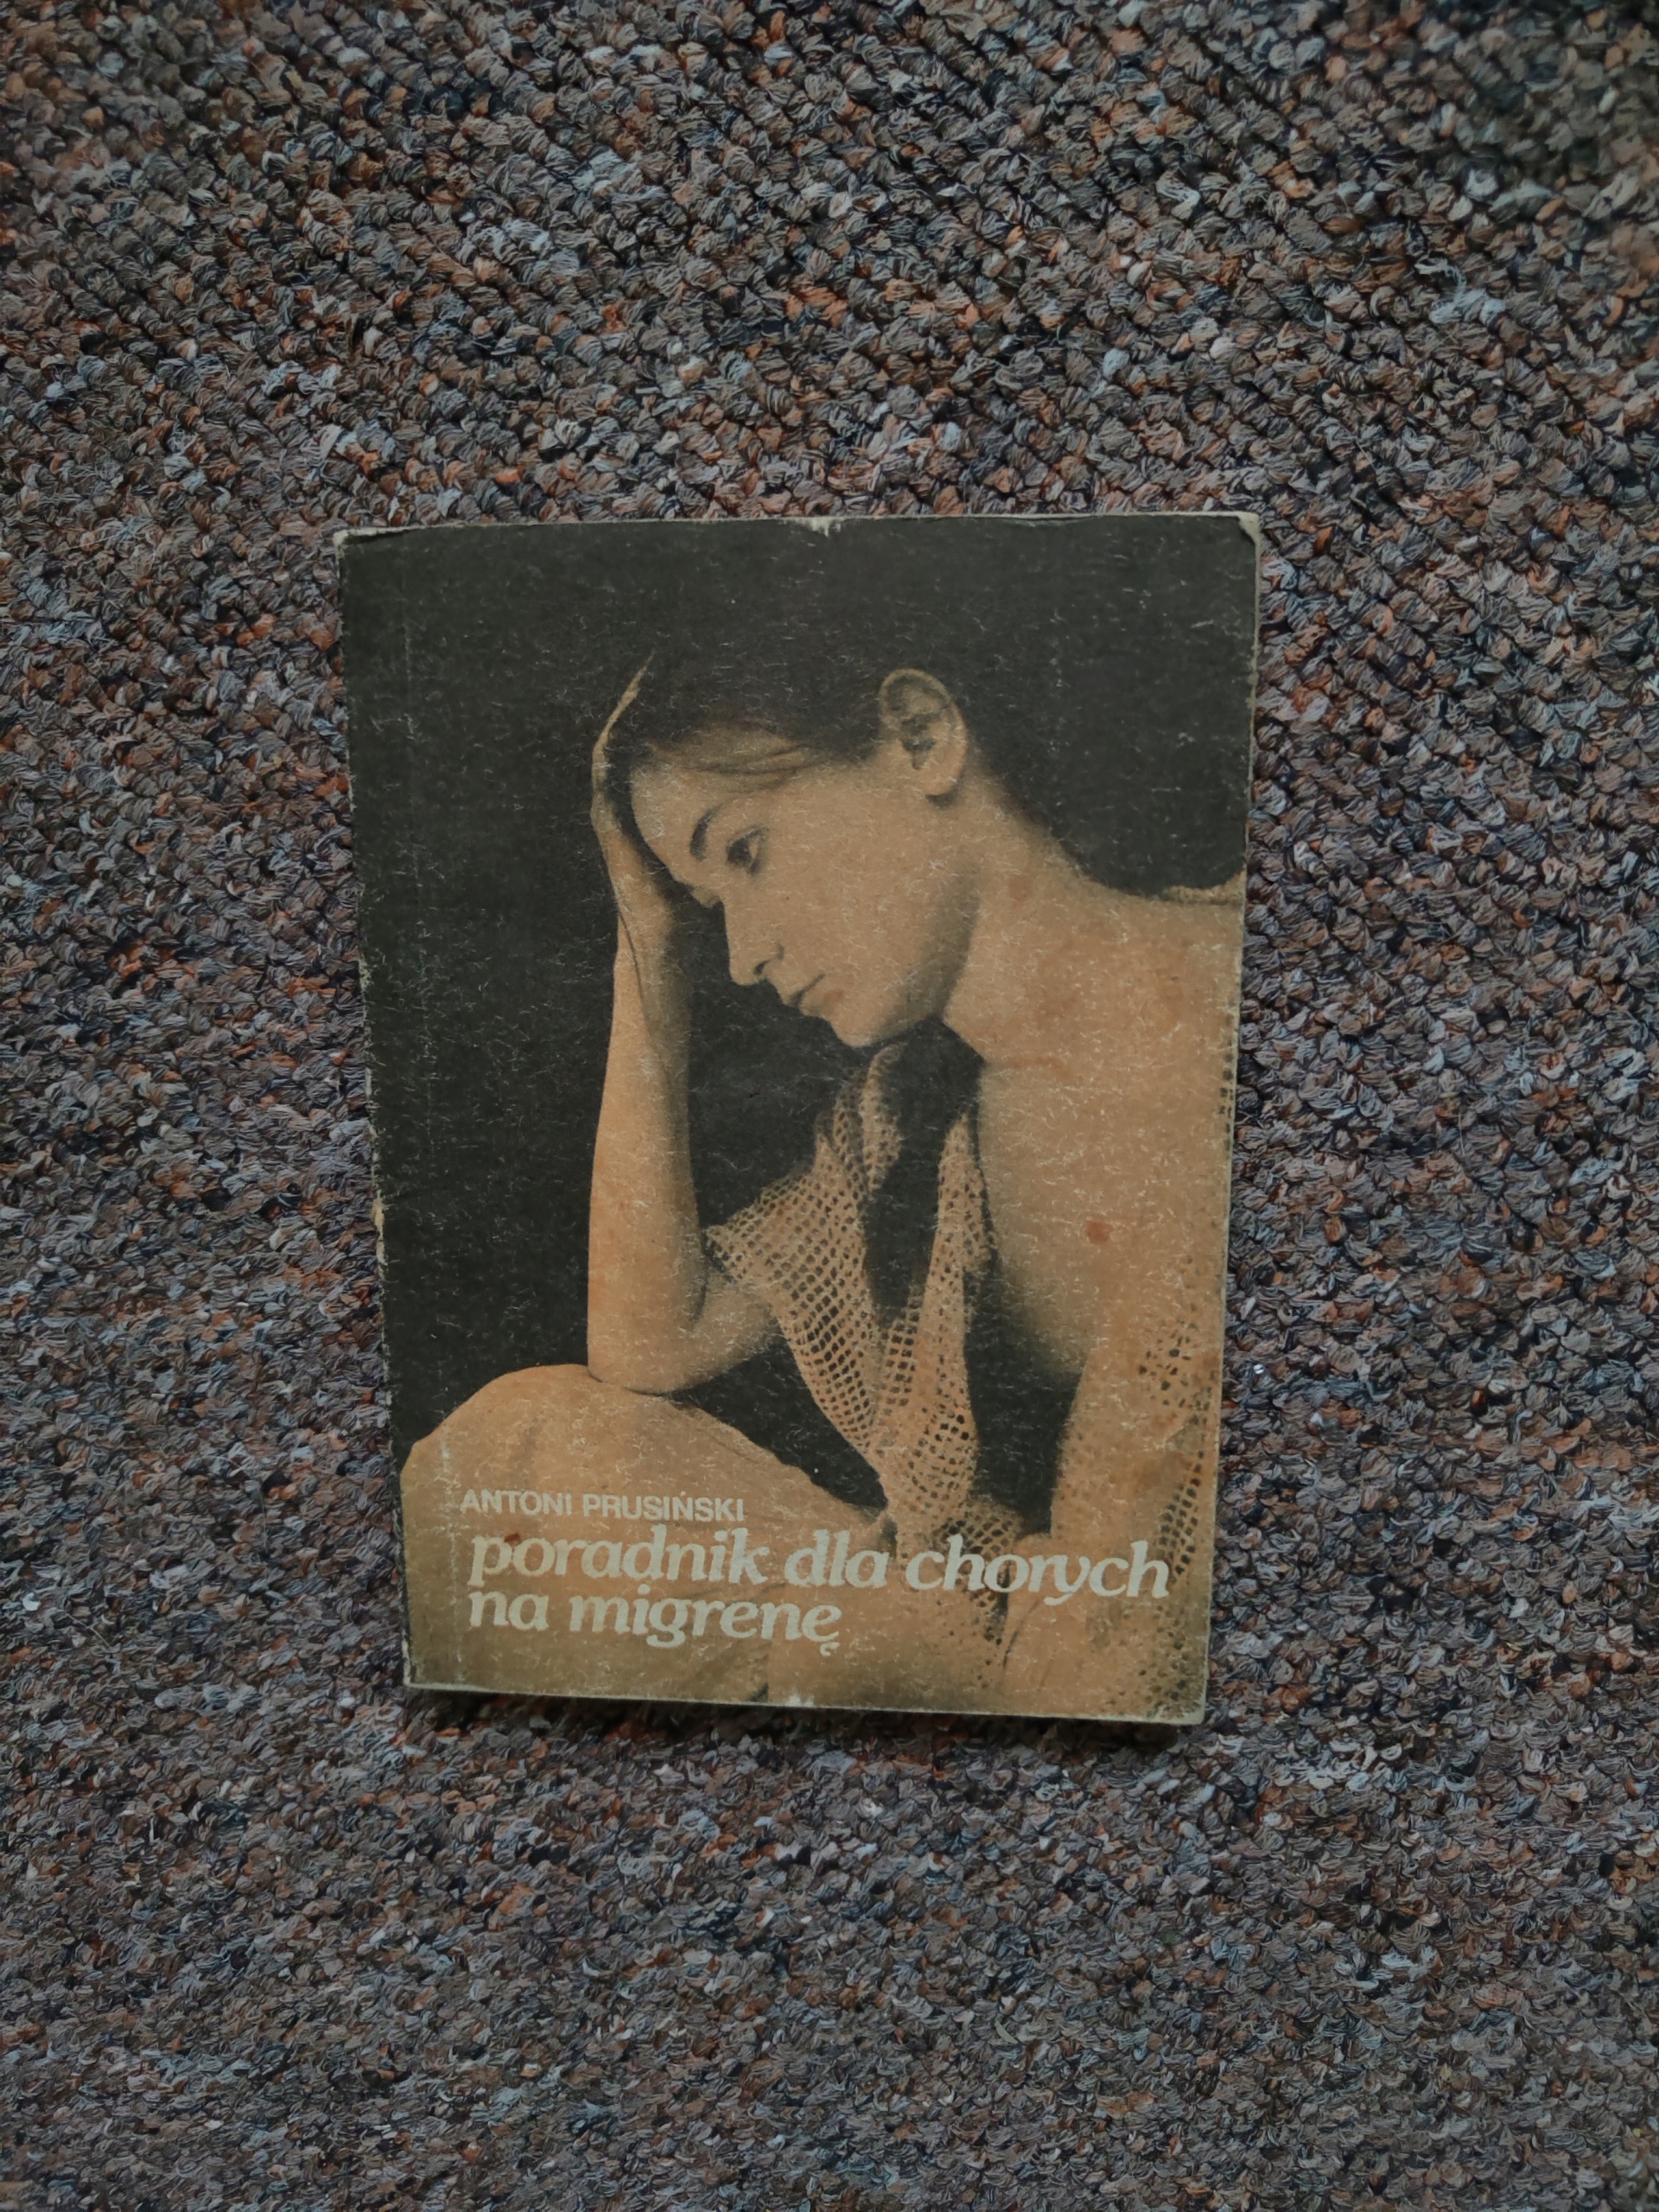 ANTONI PRUSIŃSKI
poradnik dla chorych
na migrenę